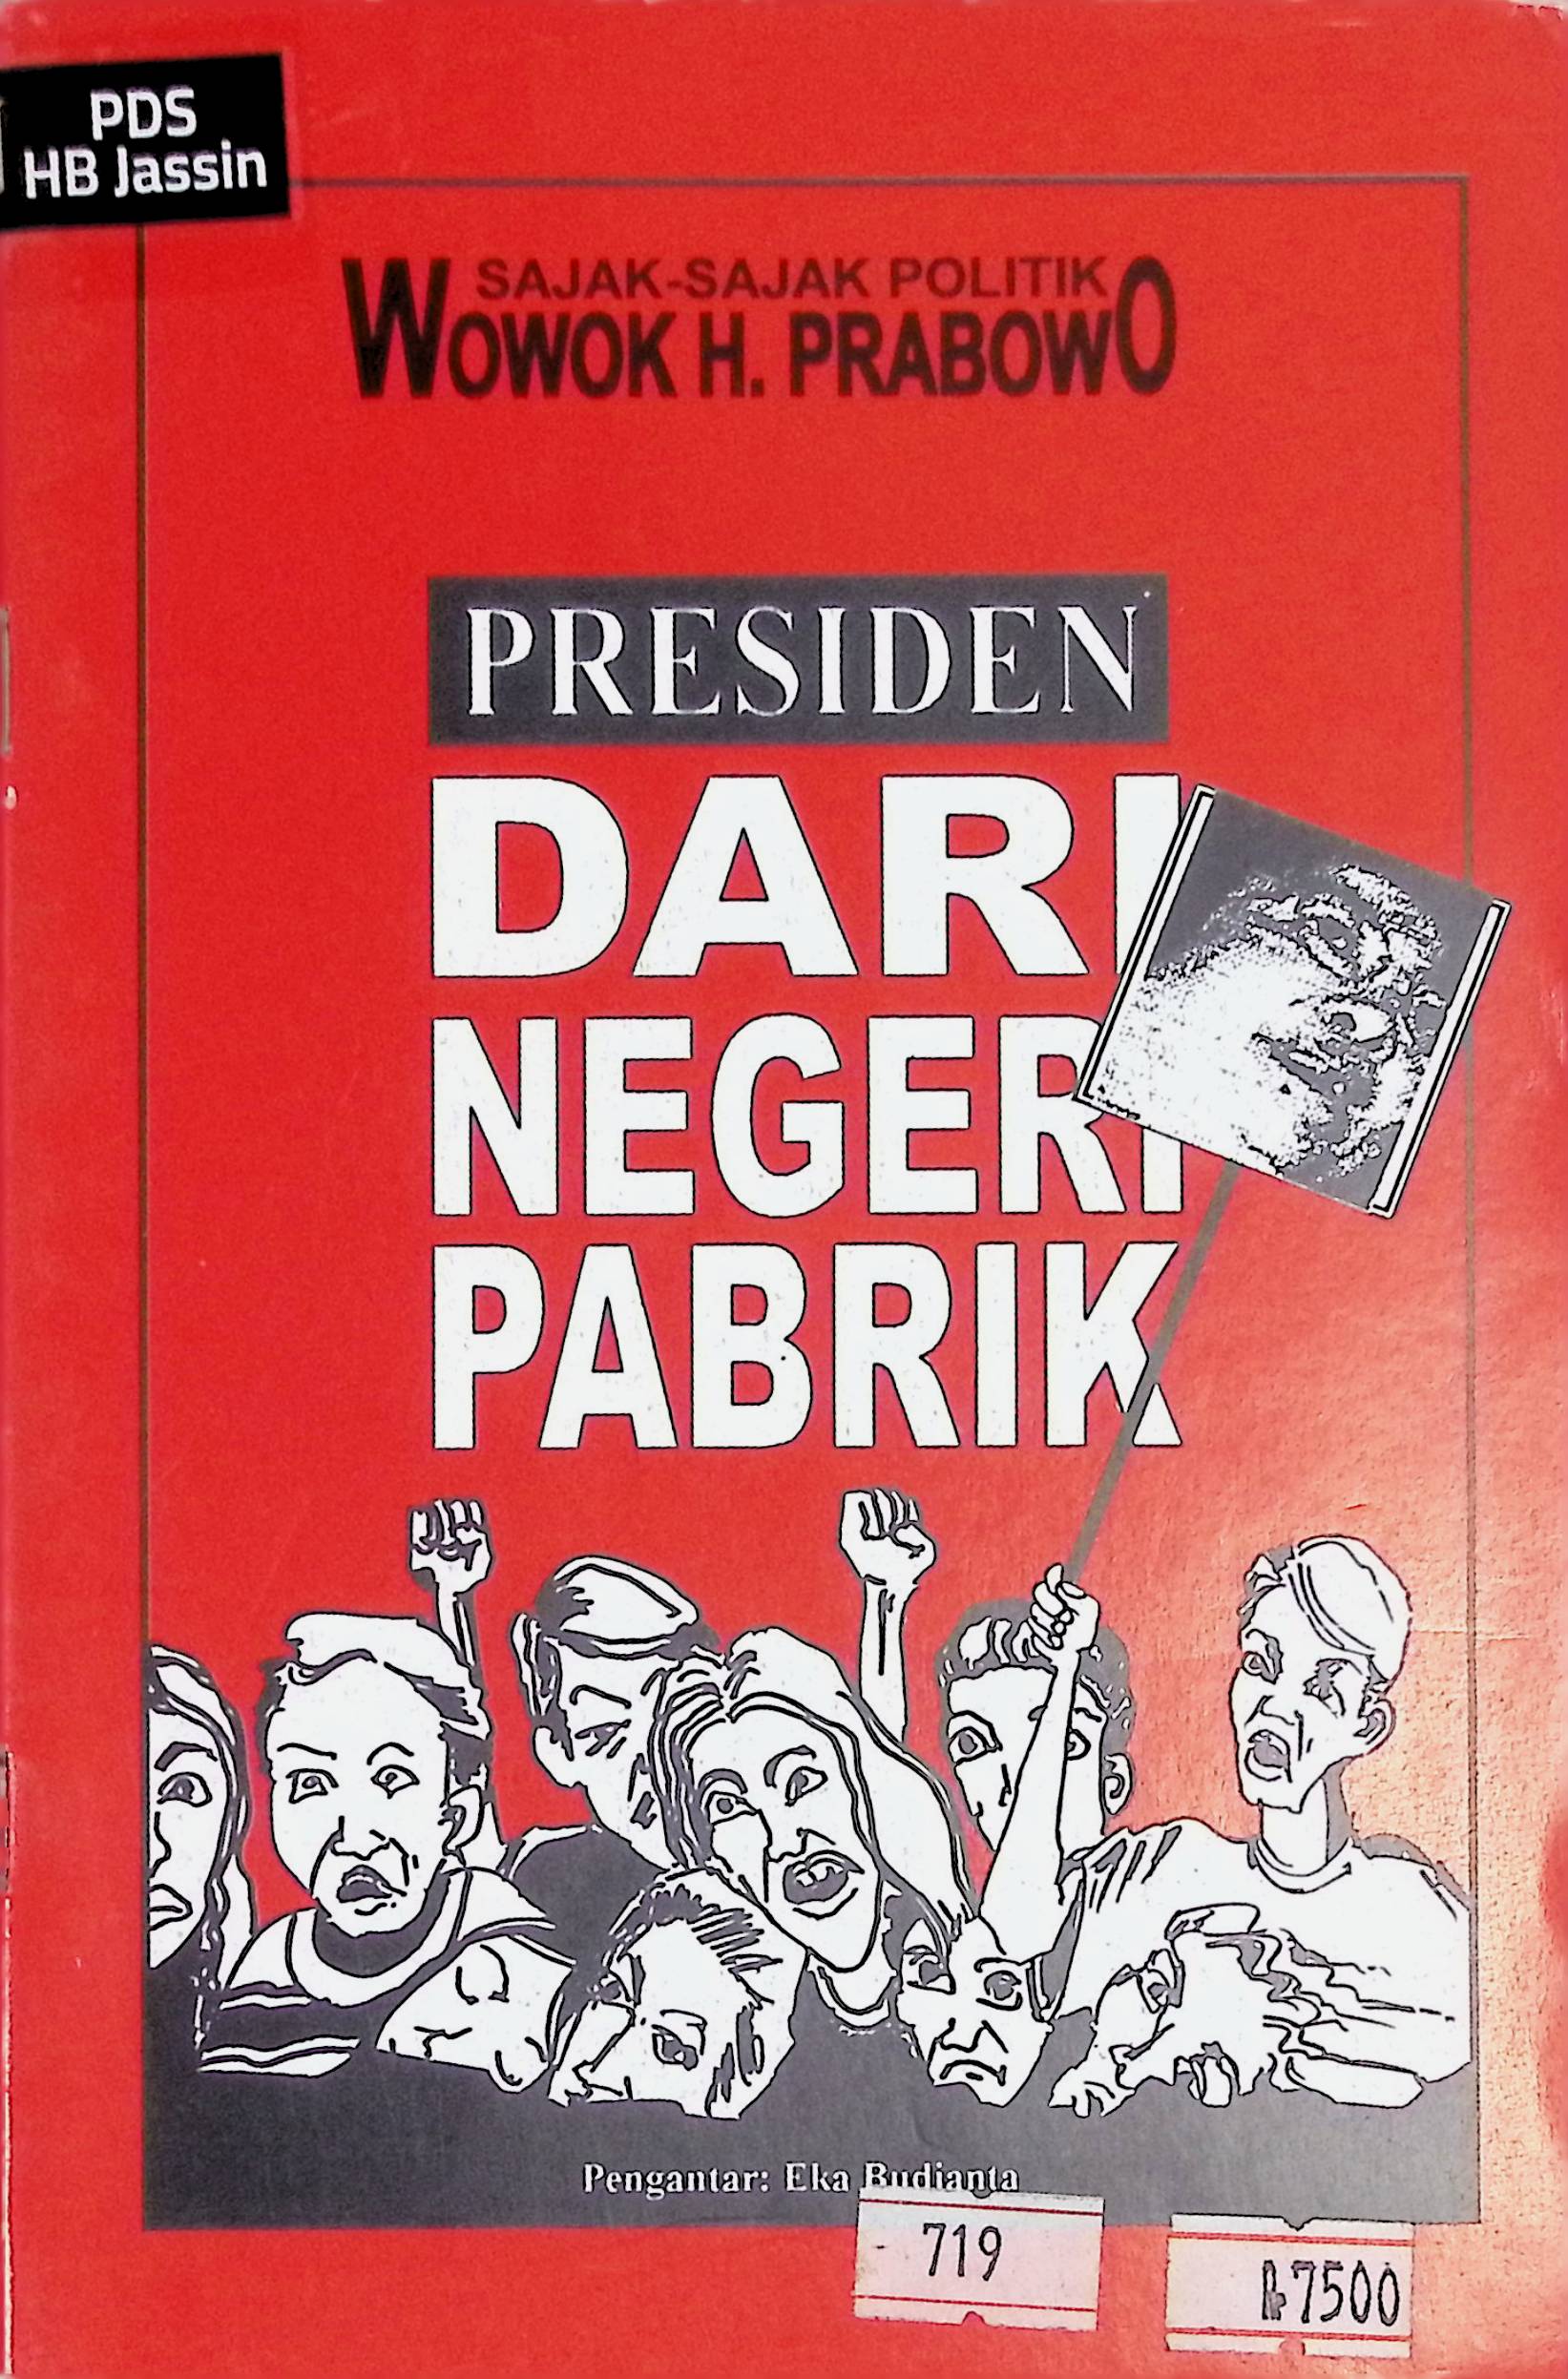 PDS
HB Jassin
SAJAK-SAJAK POLITIK
WOWOK H. PRABOWO
PRESIDEN
DARI
NEGERI
PABRIK
Pengantar: Eka Budianta
- 719
Rp7500